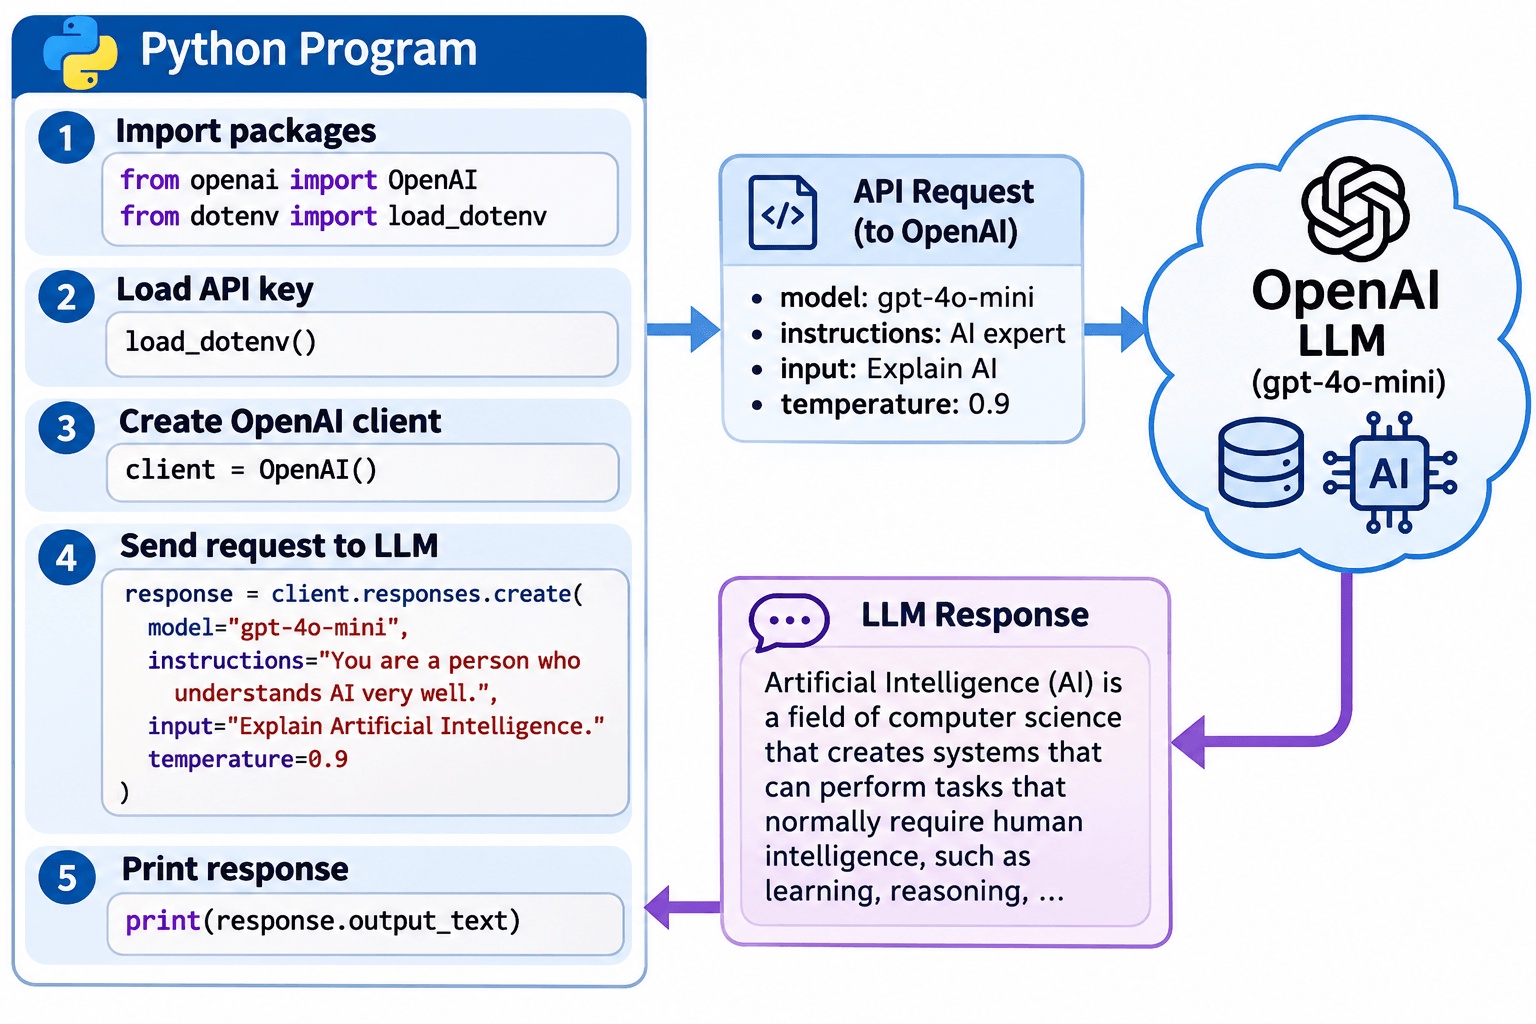 Python Program
1 Import packages
from openai import OpenAI
from dotenv import load_dotenv
2 Load API key
load_dotenv()
3 Create OpenAI client
client = OpenAI()
4 Send request to LLM
response = client.responses.create(
model="gpt-4o-mini",
instructions="You are a person who
understands AI very well.",
input="Explain Artificial Intelligence."
temperature=0.9
)
5 Print response
print(response.output_text)
</>
API Request
(to OpenAI)
• model: gpt-4o-mini
• instructions: AI expert
• input: Explain AI
• temperature: 0.9
OpenAI
LLM
(gpt-4o-mini)
AI
LLM Response
Artificial Intelligence (AI) is
a field of computer science
that creates systems that
can perform tasks that
normally require human
intelligence, such as
learning, reasoning, ...